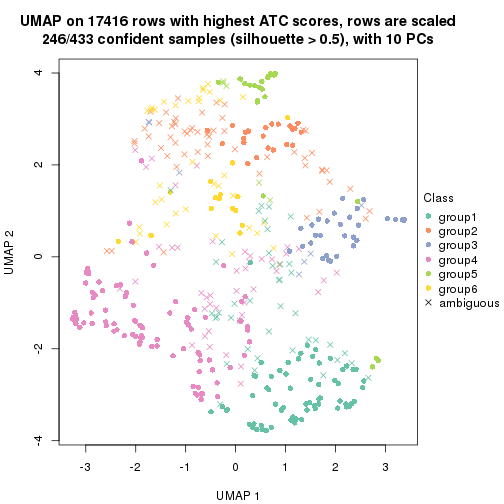 UMAP on 17416 rows with highest ATC scores, rows are scaled
246/433 confident samples (silhouette > 0.5), with 10 PCs
4
2
0
-2
-4
UMAP 2
-3
-2
-1
0
1
2
3
UMAP 1
Class
group1
group2
group3
group4
group5
group6
ambiguous